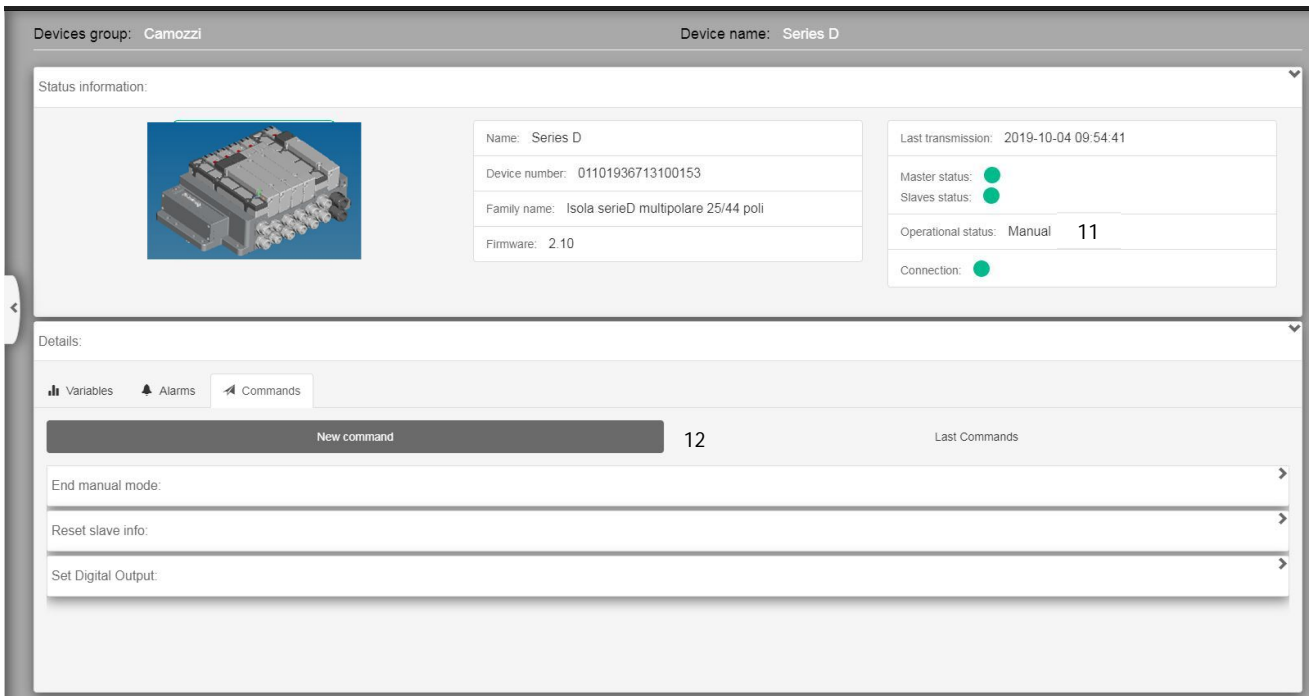 Devices group: Camozzi
Device name: Series D
Status information:
Name: Series D
Device number: 01101936713100153
Family name: Isola serieD multipolare 25/44 poli
Firmware: 2.10
Last transmission: 2019-10-04 09:54:41
Master status:
Slaves status:
Operational status: Manual 11
Connection:
Details:
Variables Alarms Commands
New command 12 Last Commands
End manual mode:
Reset slave info:
Set Digital Output: